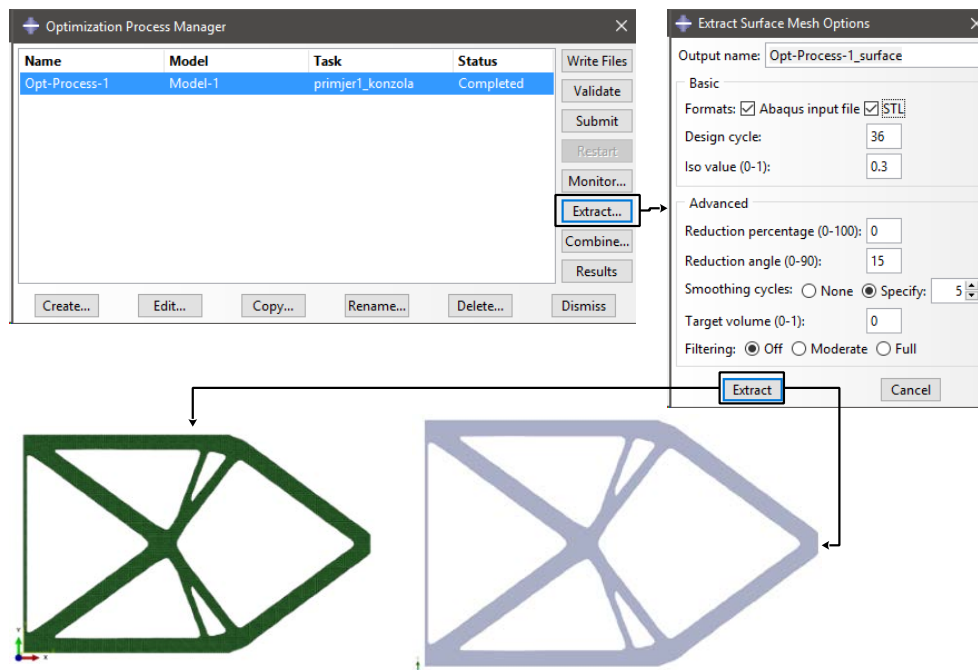 Optimization Process Manager
Name Model Task Status
Opt-Process-1 Model-1 primjer1_konzola Completed
Write Files
Validate
Submit
Restart
Monitor...
Extract...
Combine...
Results
Create... Edit... Copy... Rename... Delete... Dismiss
Extract Surface Mesh Options
Output name: Opt-Process-1_surface
Basic
Formats: Abaqus input file STL
Design cycle: 36
Iso value (0-1): 0.3
Advanced
Reduction percentage (0-100): 0
Reduction angle (0-90): 15
Smoothing cycles: None Specify: 5
Target volume (0-1): 0
Filtering: Off Moderate Full
Extract Cancel
Y
X